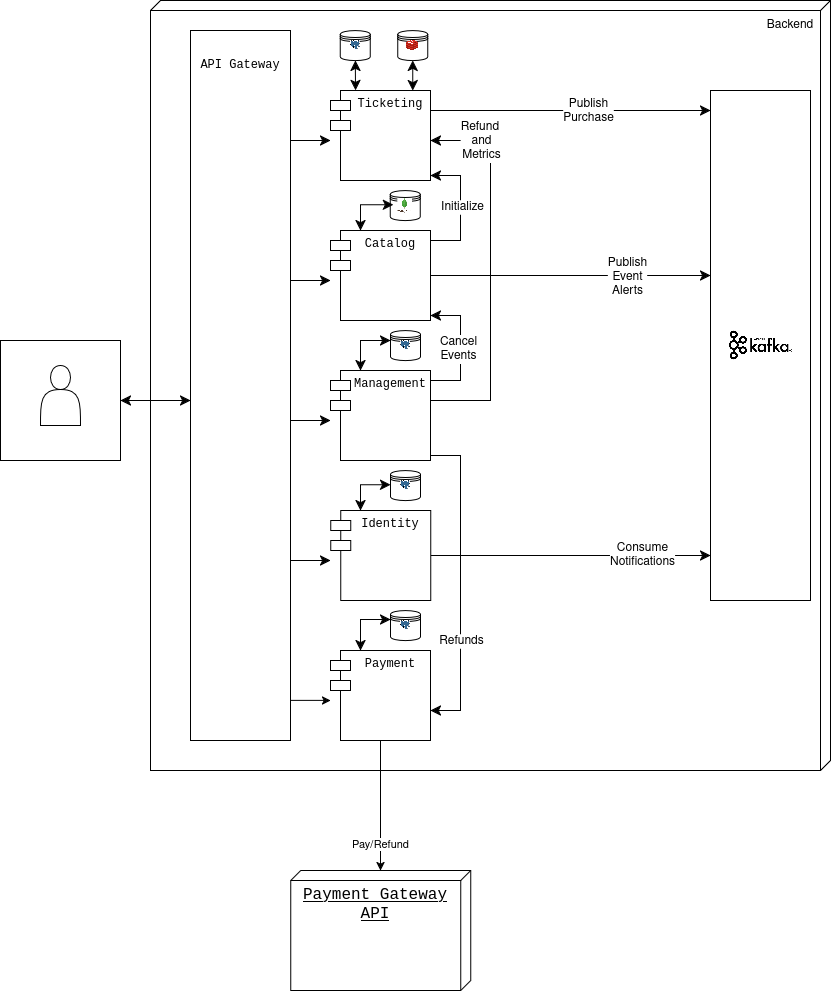 Backend
API Gateway
Ticketing
Publish
Purchase
Refund
and
Metrics
Initialize
Catalog
Publish
Event
Alerts
Cancel
Events
kafka
Management
Identity
Consume
Notifications
Refunds
Payment
Pay/Refund
Payment Gateway
API